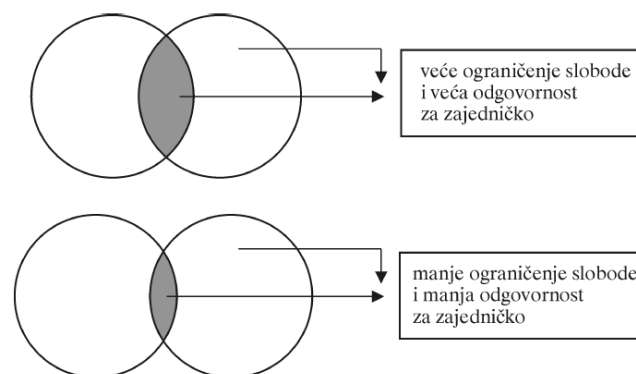 veće ograničenje slobode
i veća odgovornost
za zajedničko
manje ograničenje slobode
i manja odgovornost
za zajedničko